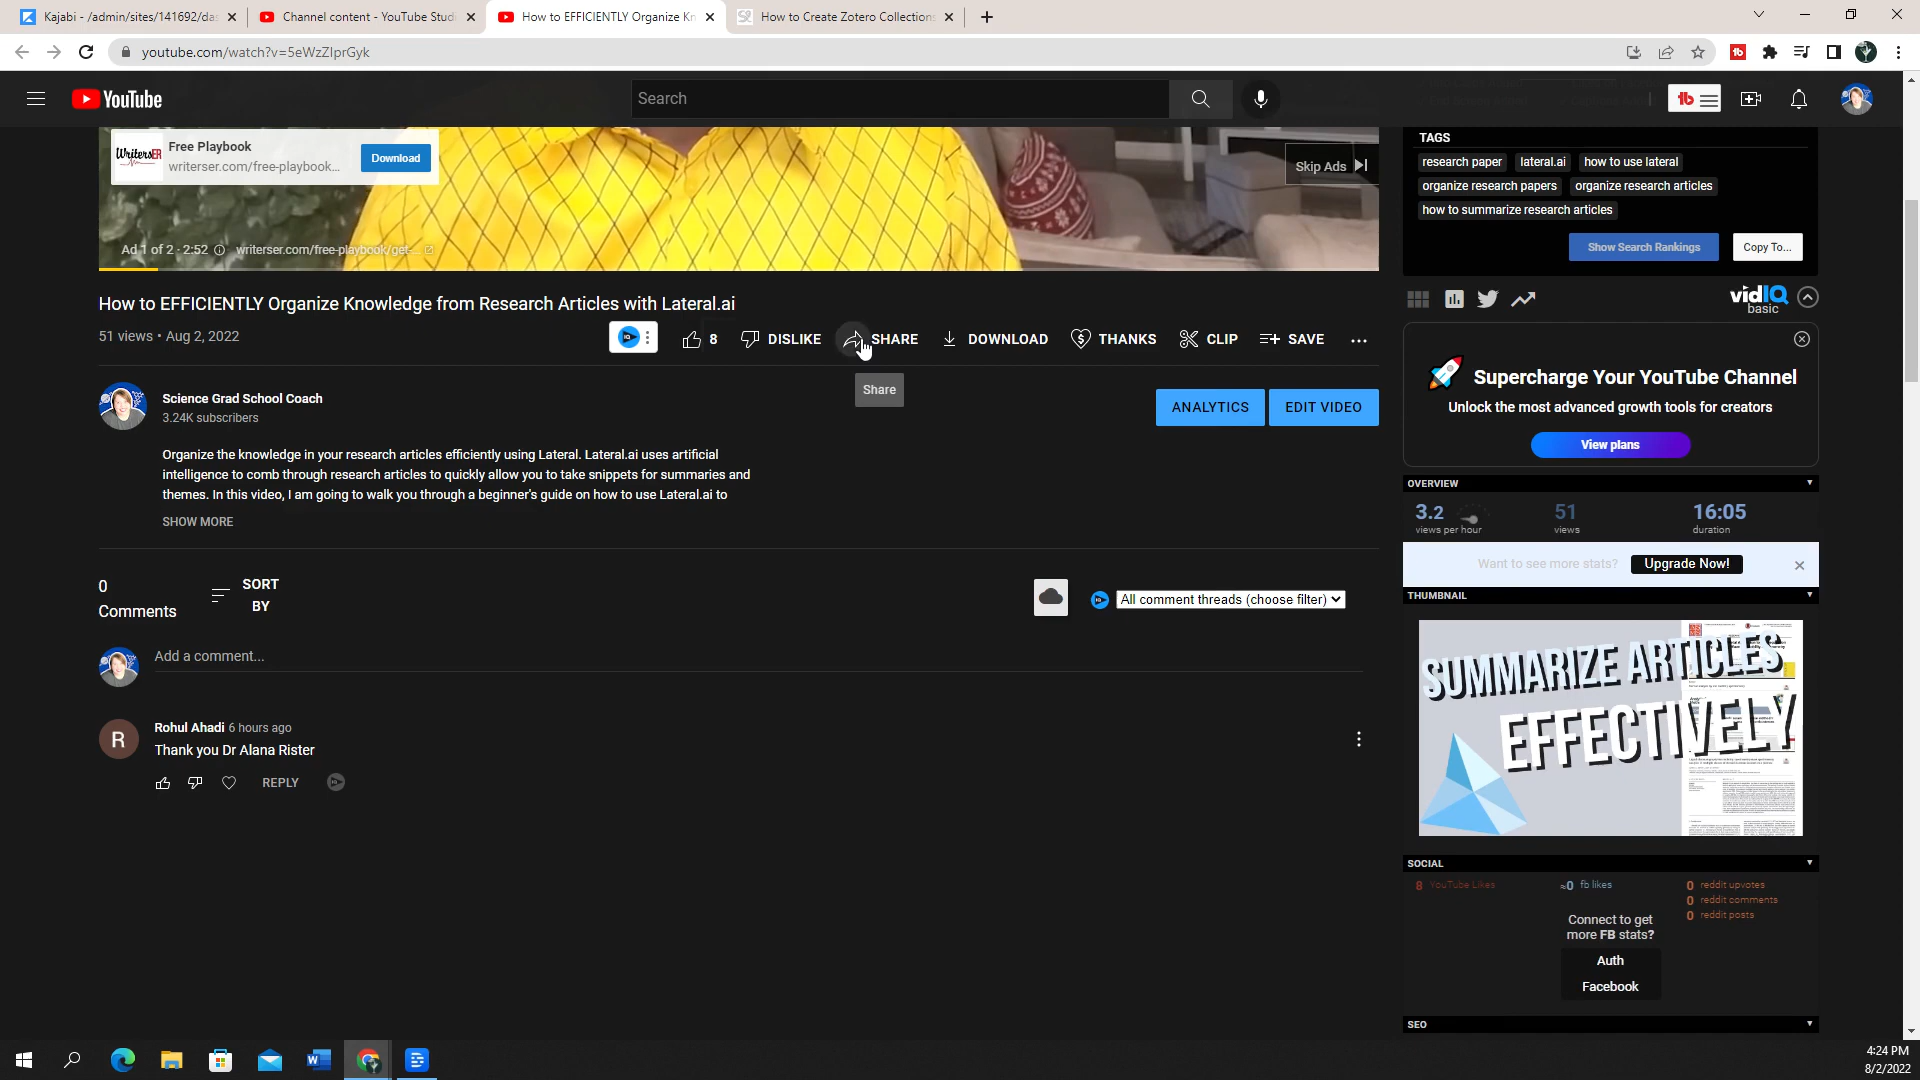 Kajabi - /admin/sites/141692/da
Channel content - YouTube Studi
How to EFFICIENTLY Organize Kn
How to Create Zotero Collections
youtube.com/watch?v=5eWzZIprGyk
YouTube
Search
WritersER
Free Playbook
writerser.com/free-playbook...
Download
Skip Ads
Ad 1 of 2 · 2:52
writerser.com/free-playbook/get-...
How to EFFICIENTLY Organize Knowledge from Research Articles with Lateral.ai
51 views • Aug 2, 2022
8
DISLIKE
SHARE
DOWNLOAD
THANKS
CLIP
SAVE
Share
Science Grad School Coach
3.24K subscribers
ANALYTICS
EDIT VIDEO
Organize the knowledge in your research articles efficiently using Lateral. Lateral.ai uses artificial
intelligence to comb through research articles to quickly allow you to take snippets for summaries and
themes. In this video, I am going to walk you through a beginner's guide on how to use Lateral.ai to
SHOW MORE
0
Comments
SORT
BY
All comment threads (choose filter)
Add a comment...
R
Rohul Ahadi 6 hours ago
Thank you Dr Alana Rister
REPLY
TAGS
research paper
lateral.ai
how to use lateral
organize research papers
organize research articles
how to summarize research articles
Show Search Rankings
Copy To...
vidIQ
basic
Supercharge Your YouTube Channel
Unlock the most advanced growth tools for creators
View plans
OVERVIEW
3.2
views per hour
51
views
16:05
duration
Want to see more stats?
Upgrade Now!
THUMBNAIL
SUMMARIZE ARTICLES
EFFECTIVELY
SOCIAL
8 YouTube Likes
≈0 fb likes
0 reddit upvotes
0 reddit comments
0 reddit posts
Connect to get
more FB stats?
Auth
Facebook
SEO
4:24 PM
8/2/2022